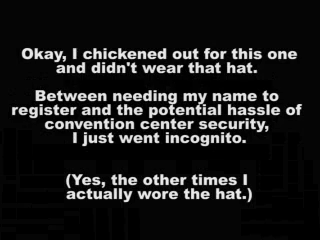 Okay, I chickened out for this one
and didn't wear that hat.
Between needing my name to
register and the potential hassle of
convention center security,
I just went incognito.
(Yes, the other times I
actually wore the hat.)